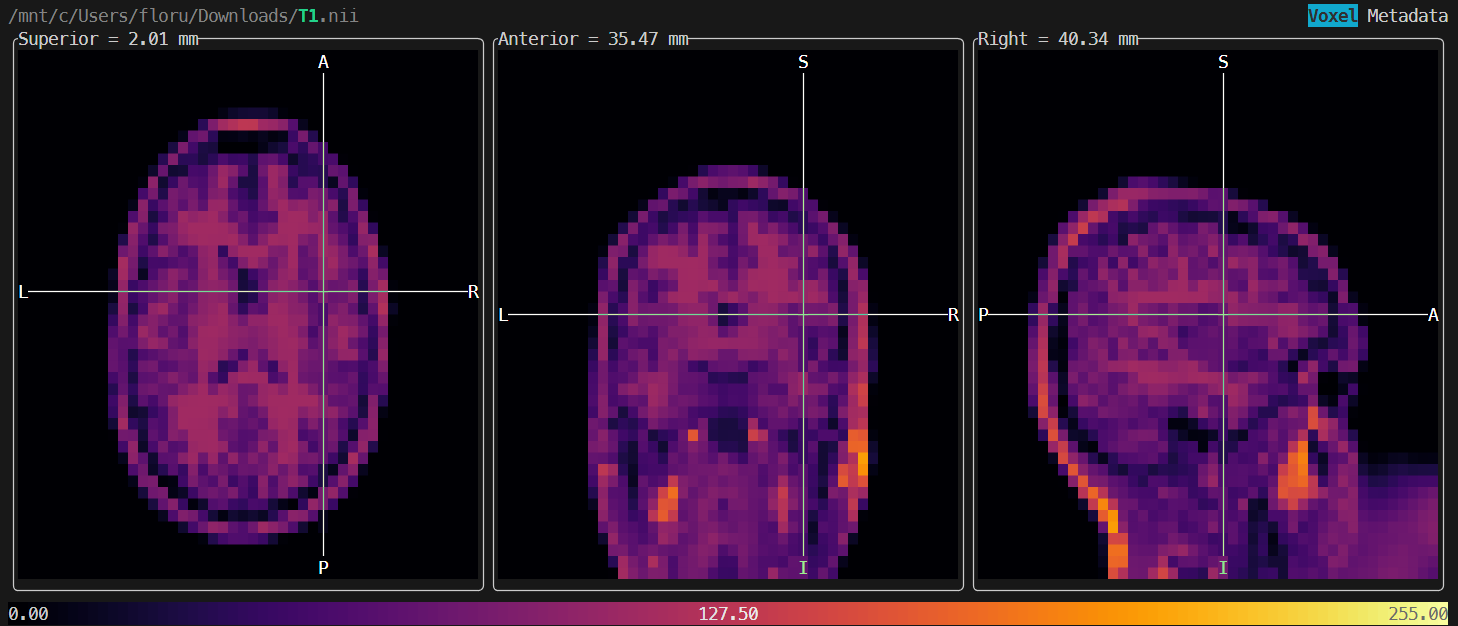 /mnt/c/Users/floru/Downloads/T1.nii Voxel Metadata
Superior = 2.01 mm Anterior = 35.47 mm Right = 40.34 mm
A S S
L R
L R P A
P I I
0.00 127.50 255.00